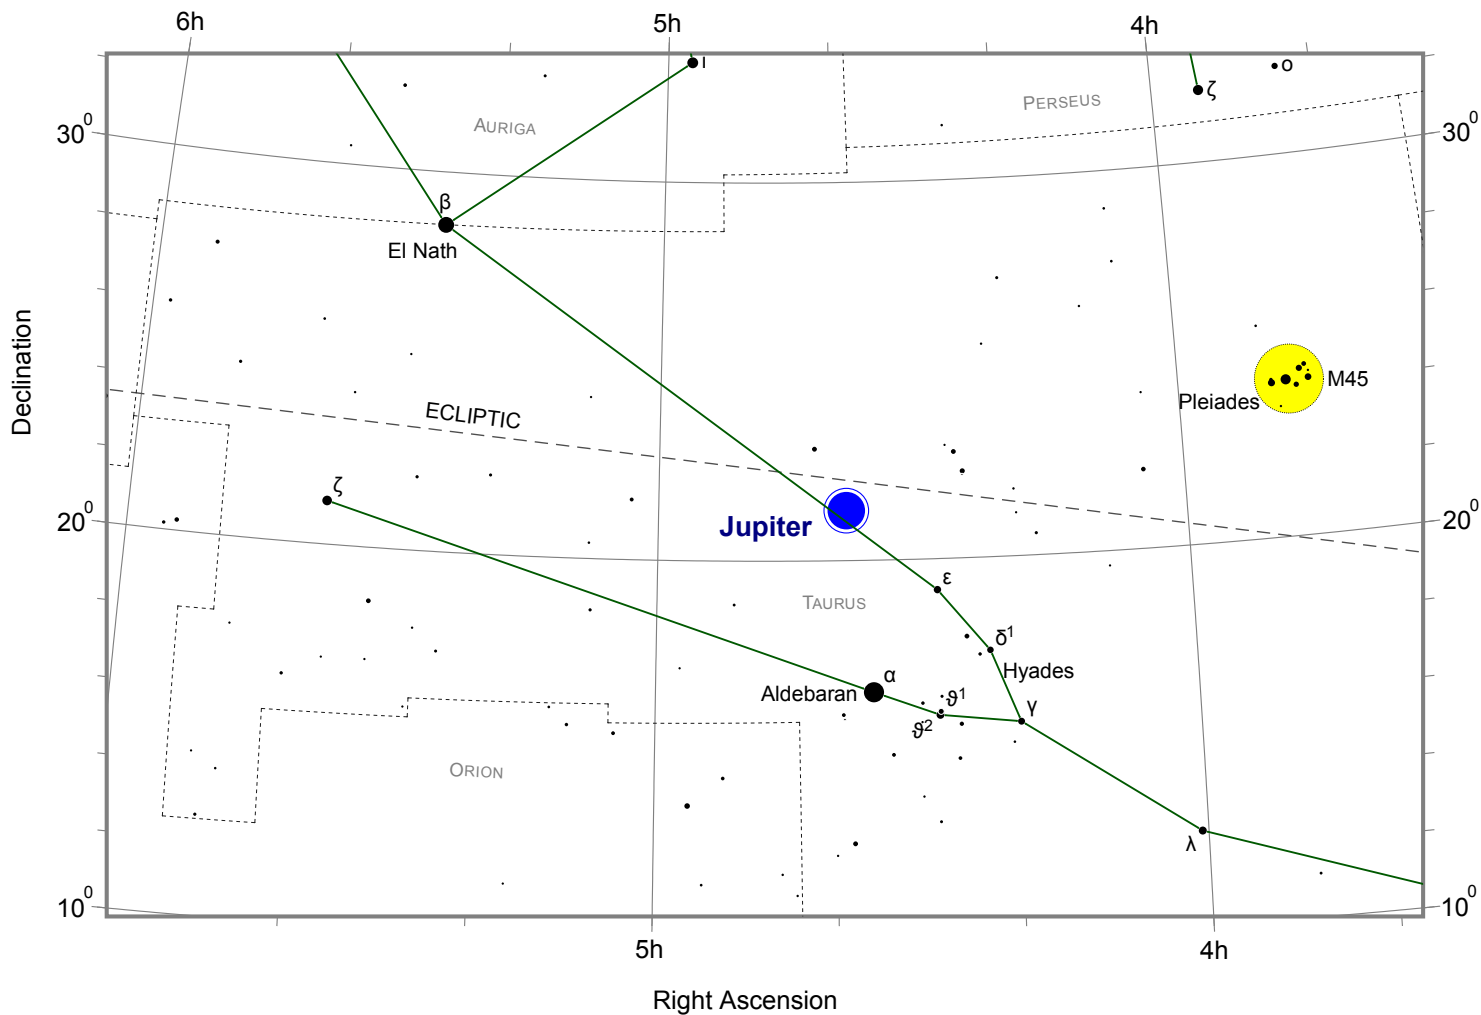 6h
5h
4h
ι
ο
ζ
PERSEUS
AURIGA
30⁰
30⁰
β
El Nath
Declination
M45
Pleiades
ECLIPTIC
ζ
20⁰
20⁰
Jupiter
ε
TAURUS
δ¹
Hyades
α
Aldebaran
ϑ¹
γ
ϑ²
ORION
λ
10⁰
10⁰
5h
4h
Right Ascension